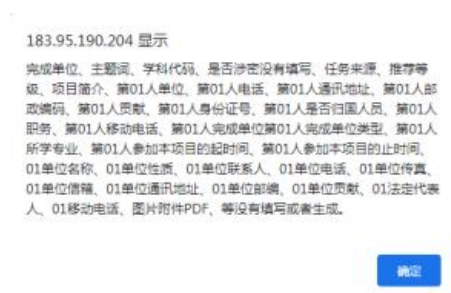 183.95.190.204 显示
完成单位、主题词、学科代码、是否涉密没有填写、任务来源、推荐等
级、项目简介、第01人单位、第01人电话、第01人通讯地址、第01人邮
政编码、第01人贡献、第01人身份证号、第01人是否归国人员、第01人
职务、第01人移动电话、第01人完成单位第01人完成单位类型、第01人
所学专业、第01人参加本项目的起时间、第01人参加本项目的止时间、
01单位名称、01单位性质、01单位联系人、01单位电话、01单位传真、
01单位信箱、01单位通讯地址、01单位邮编、01单位贡献、01法定代表
人、01移动电话、图片附件PDF、等没有填写或者生成。
确定